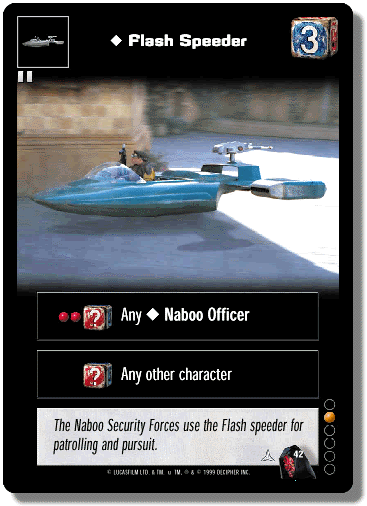 ◆ Flash Speeder
3
? Any ◆ Naboo Officer
? Any other character
The Naboo Security Forces use the Flash speeder for
patrolling and pursuit.
42
© LUCASFILM LTD. & TM. ® & © 1999 DECIPHER INC.